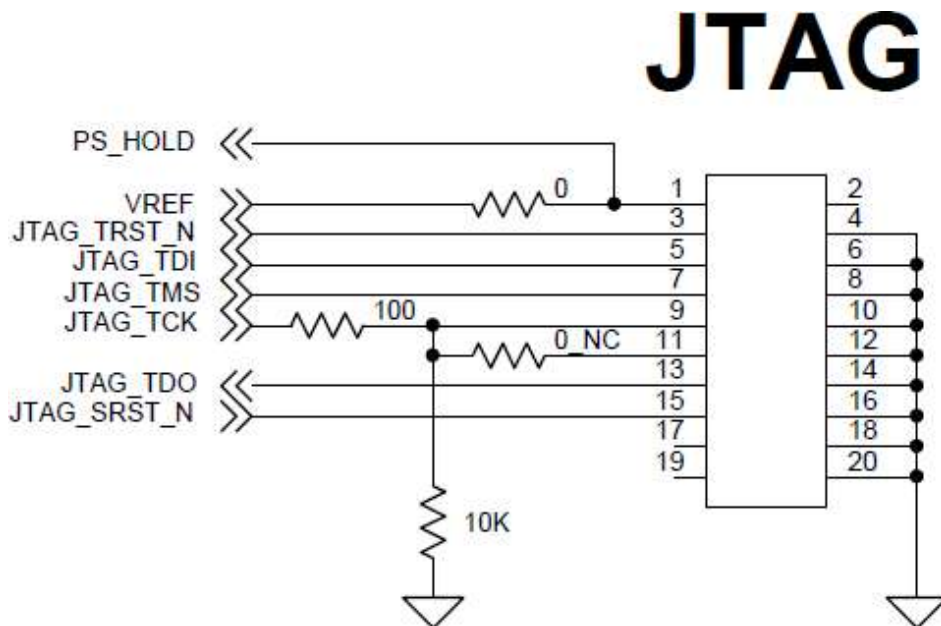 JTAG
PS_HOLD
VREF 0 1 2
JTAG_TRST_N 3 4
JTAG_TDI 5 6
JTAG_TMS 7 8
JTAG_TCK 100 9 10
0_NC 11 12
JTAG_TDO 13 14
JTAG_SRST_N 15 16
17 18
19 20
10K